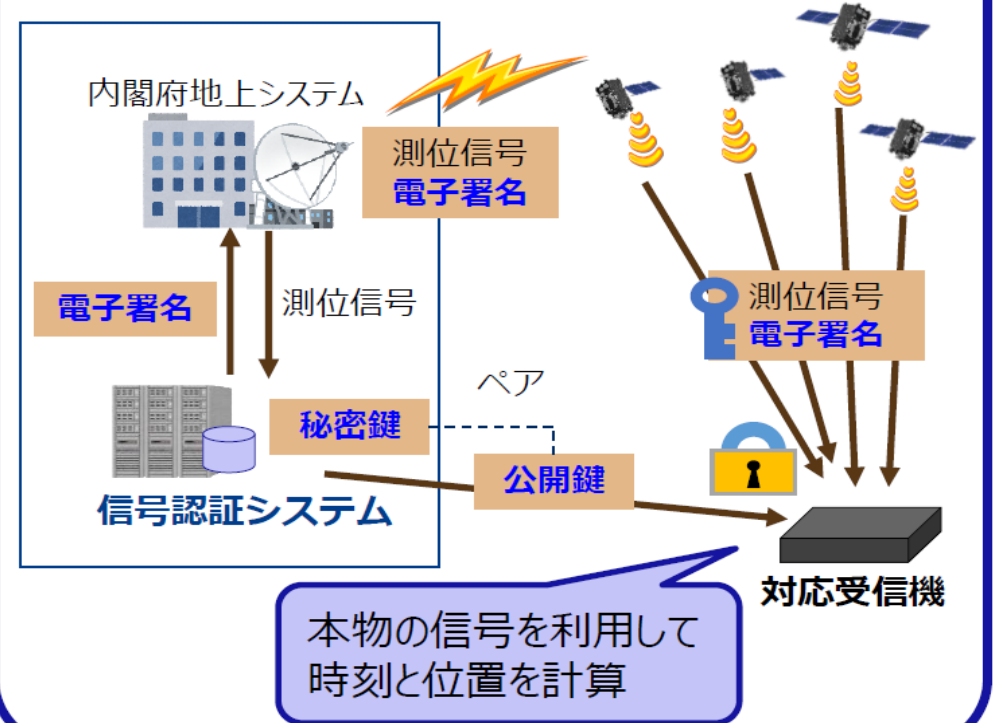 内閣府地上システム
測位信号
電子署名
電子署名
測位信号
測位信号
電子署名
ペア
秘密鍵
公開鍵
信号認証システム
対応受信機
本物の信号を利用して
時刻と位置を計算